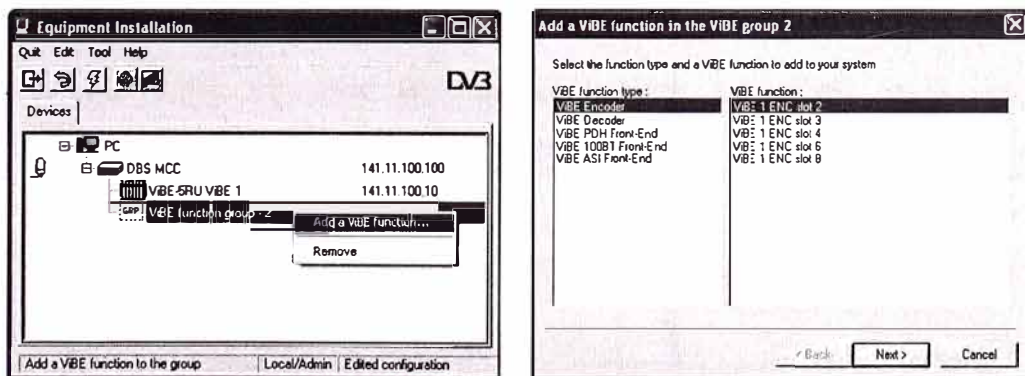 Equipment Installation
Quit Edit Tool Help
DVB
Devices
PC
DBS MCC 141.11.100.100
ViBE-5RU ViBE 1 141.11.100.10
GRP ViBE function group - 2
Add a ViBE function...
Remove
Add a ViBE function to the group Local/Admin Edited configuration
Add a ViBE function in the ViBE group 2
Select the function type and a ViBE function to add to your system
ViBE function type :
ViBE Encoder
ViBE Decoder
ViBE PDH Front-End
ViBE 10081 Front-End
ViBE ASI Front-End
ViBE function :
ViBE 1 ENC slot 2
ViBE 1 ENC slot 3
ViBE 1 ENC slot 4
ViBE 1 ENC slot 6
ViBE 1 ENC slot 8
< Back Next > Cancel